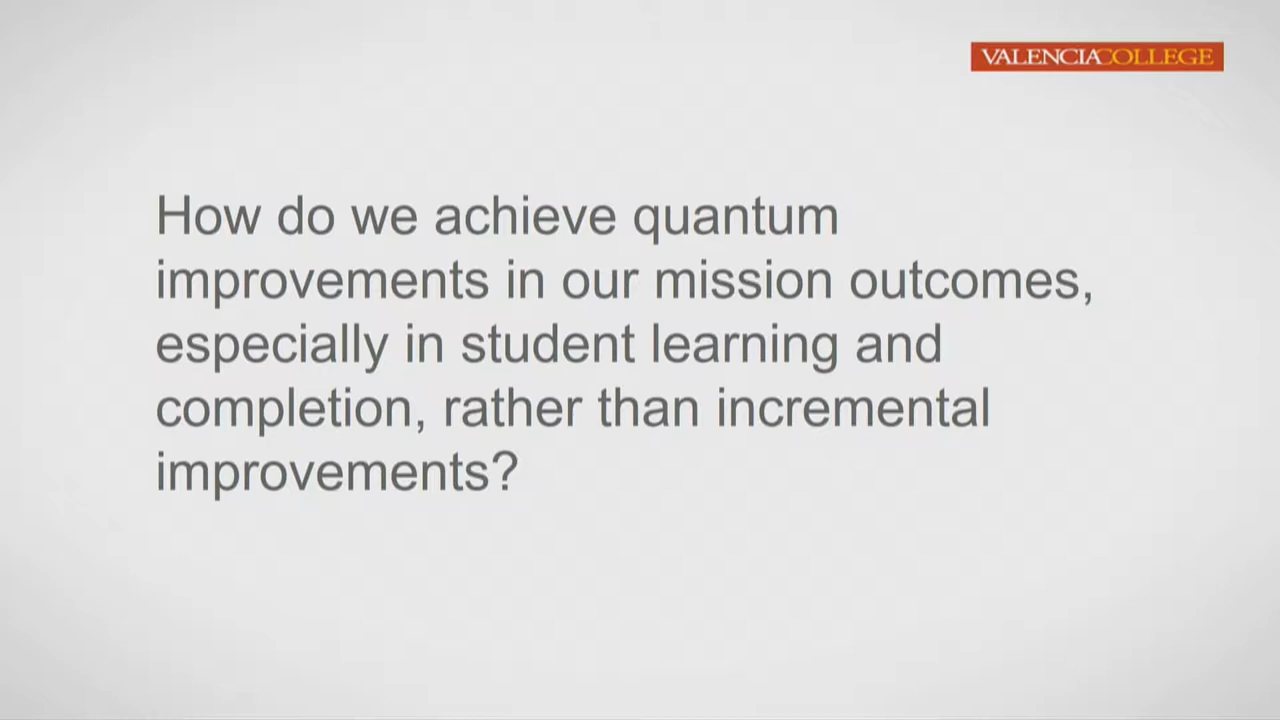 VALENCIACOLLEGE
How do we achieve quantum
improvements in our mission outcomes,
especially in student learning and
completion, rather than incremental
improvements?